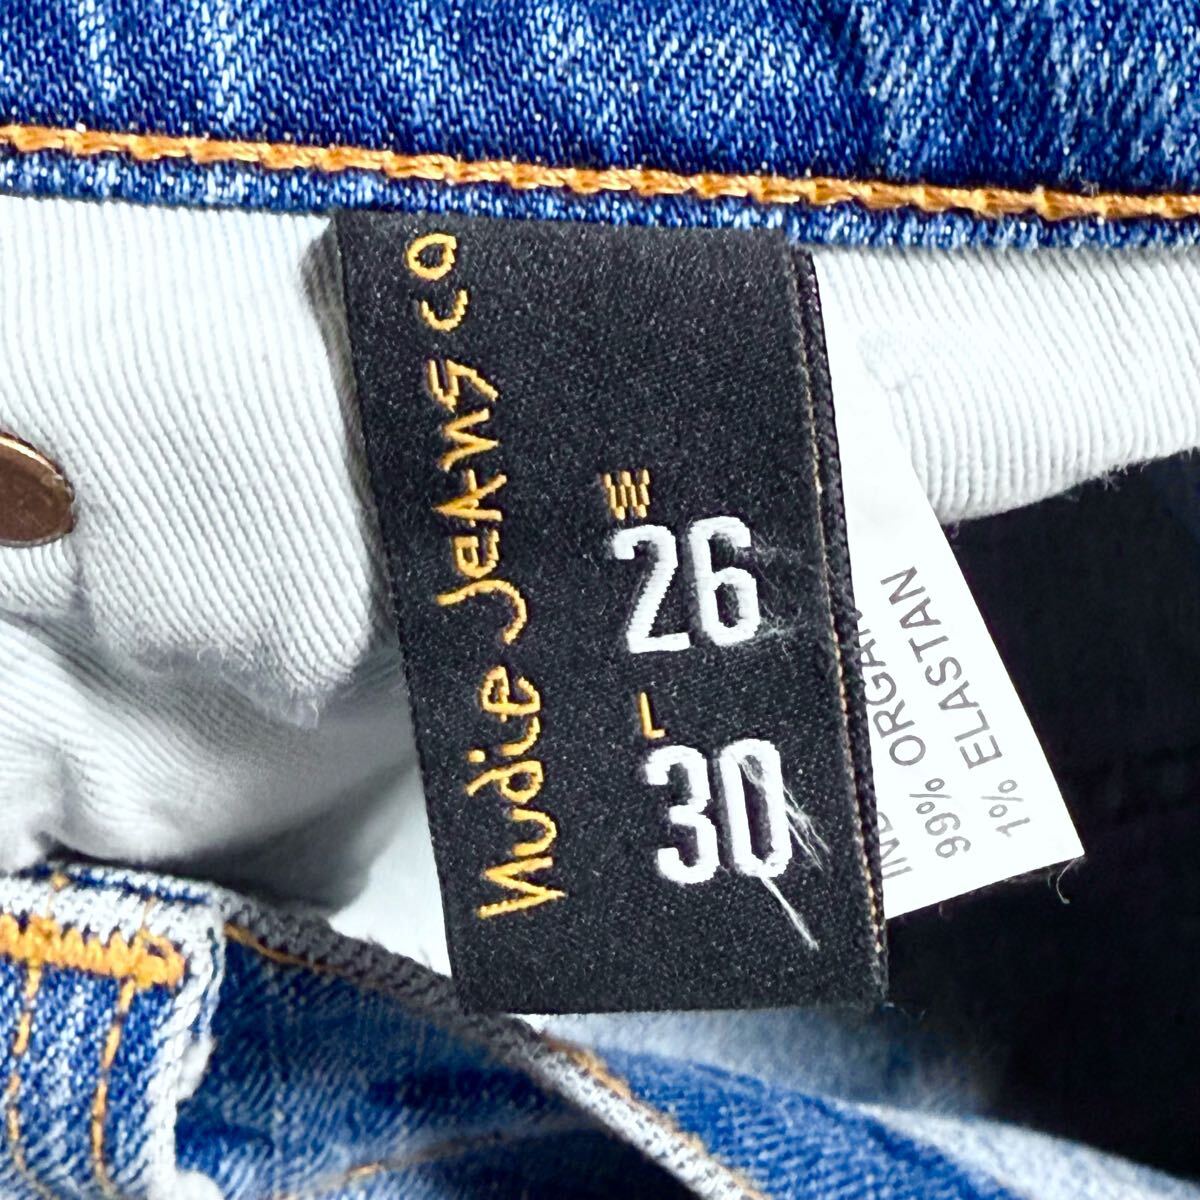 Nudie Jeans co
W
26
L
30
99% ORGAN
1% ELASTAN